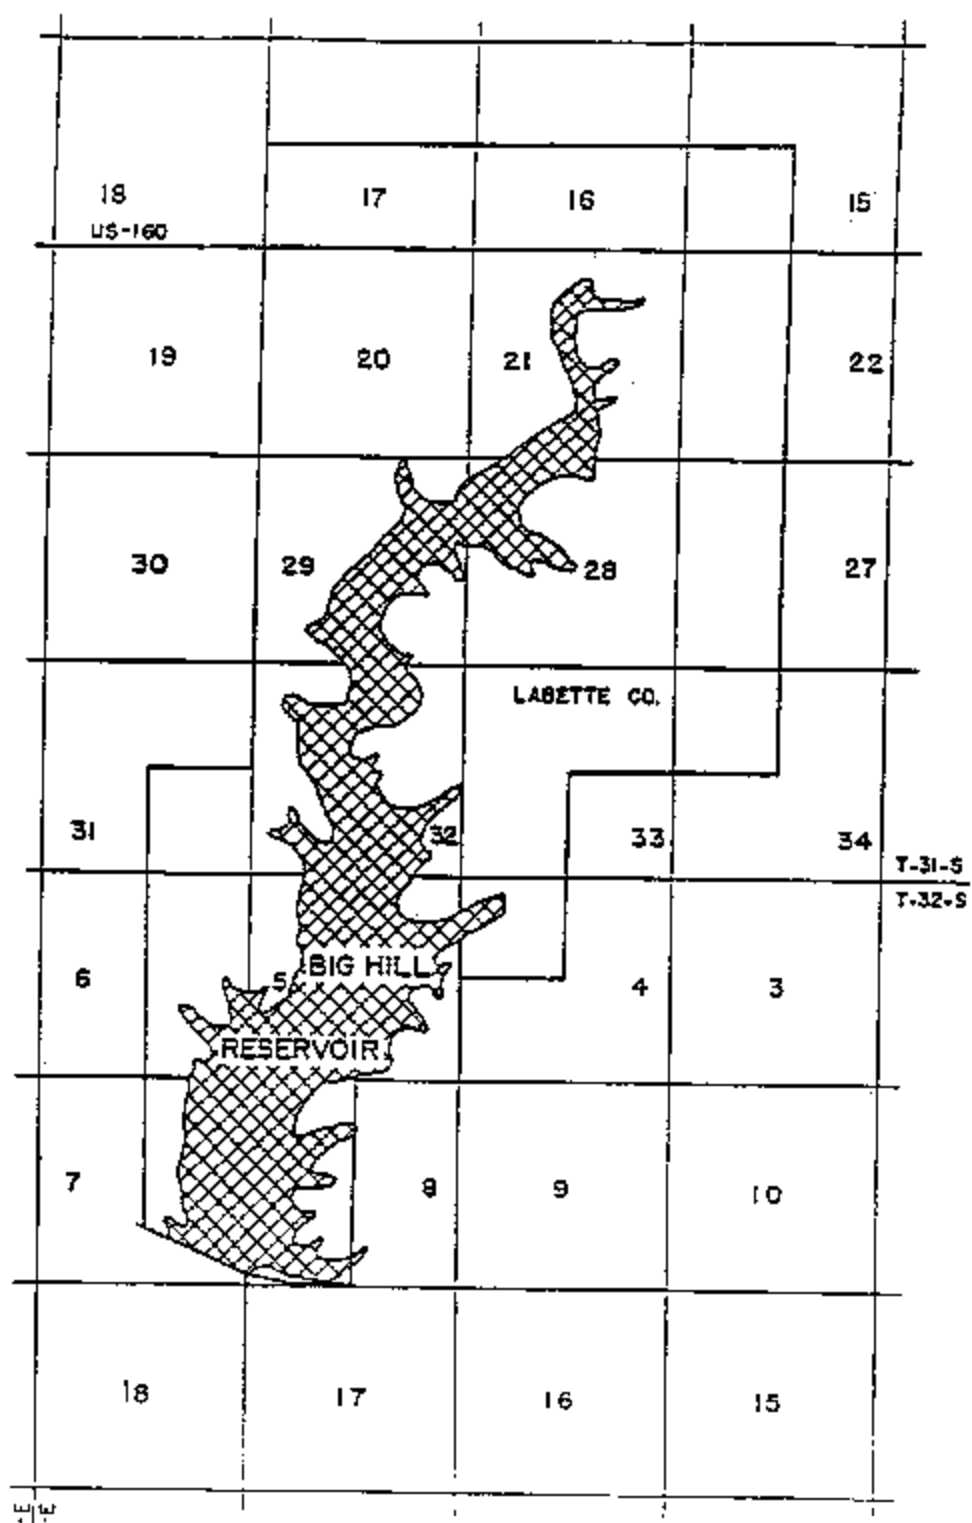 18 17 16 15
US-160
19 20 21 22
30 29 28 27
LABETTE CO.
31 32 33 34
T-31-S
T-32-S
6 5 BIG HILL 4 3
RESERVOIR
7 8 9 10
18 17 16 15
E E